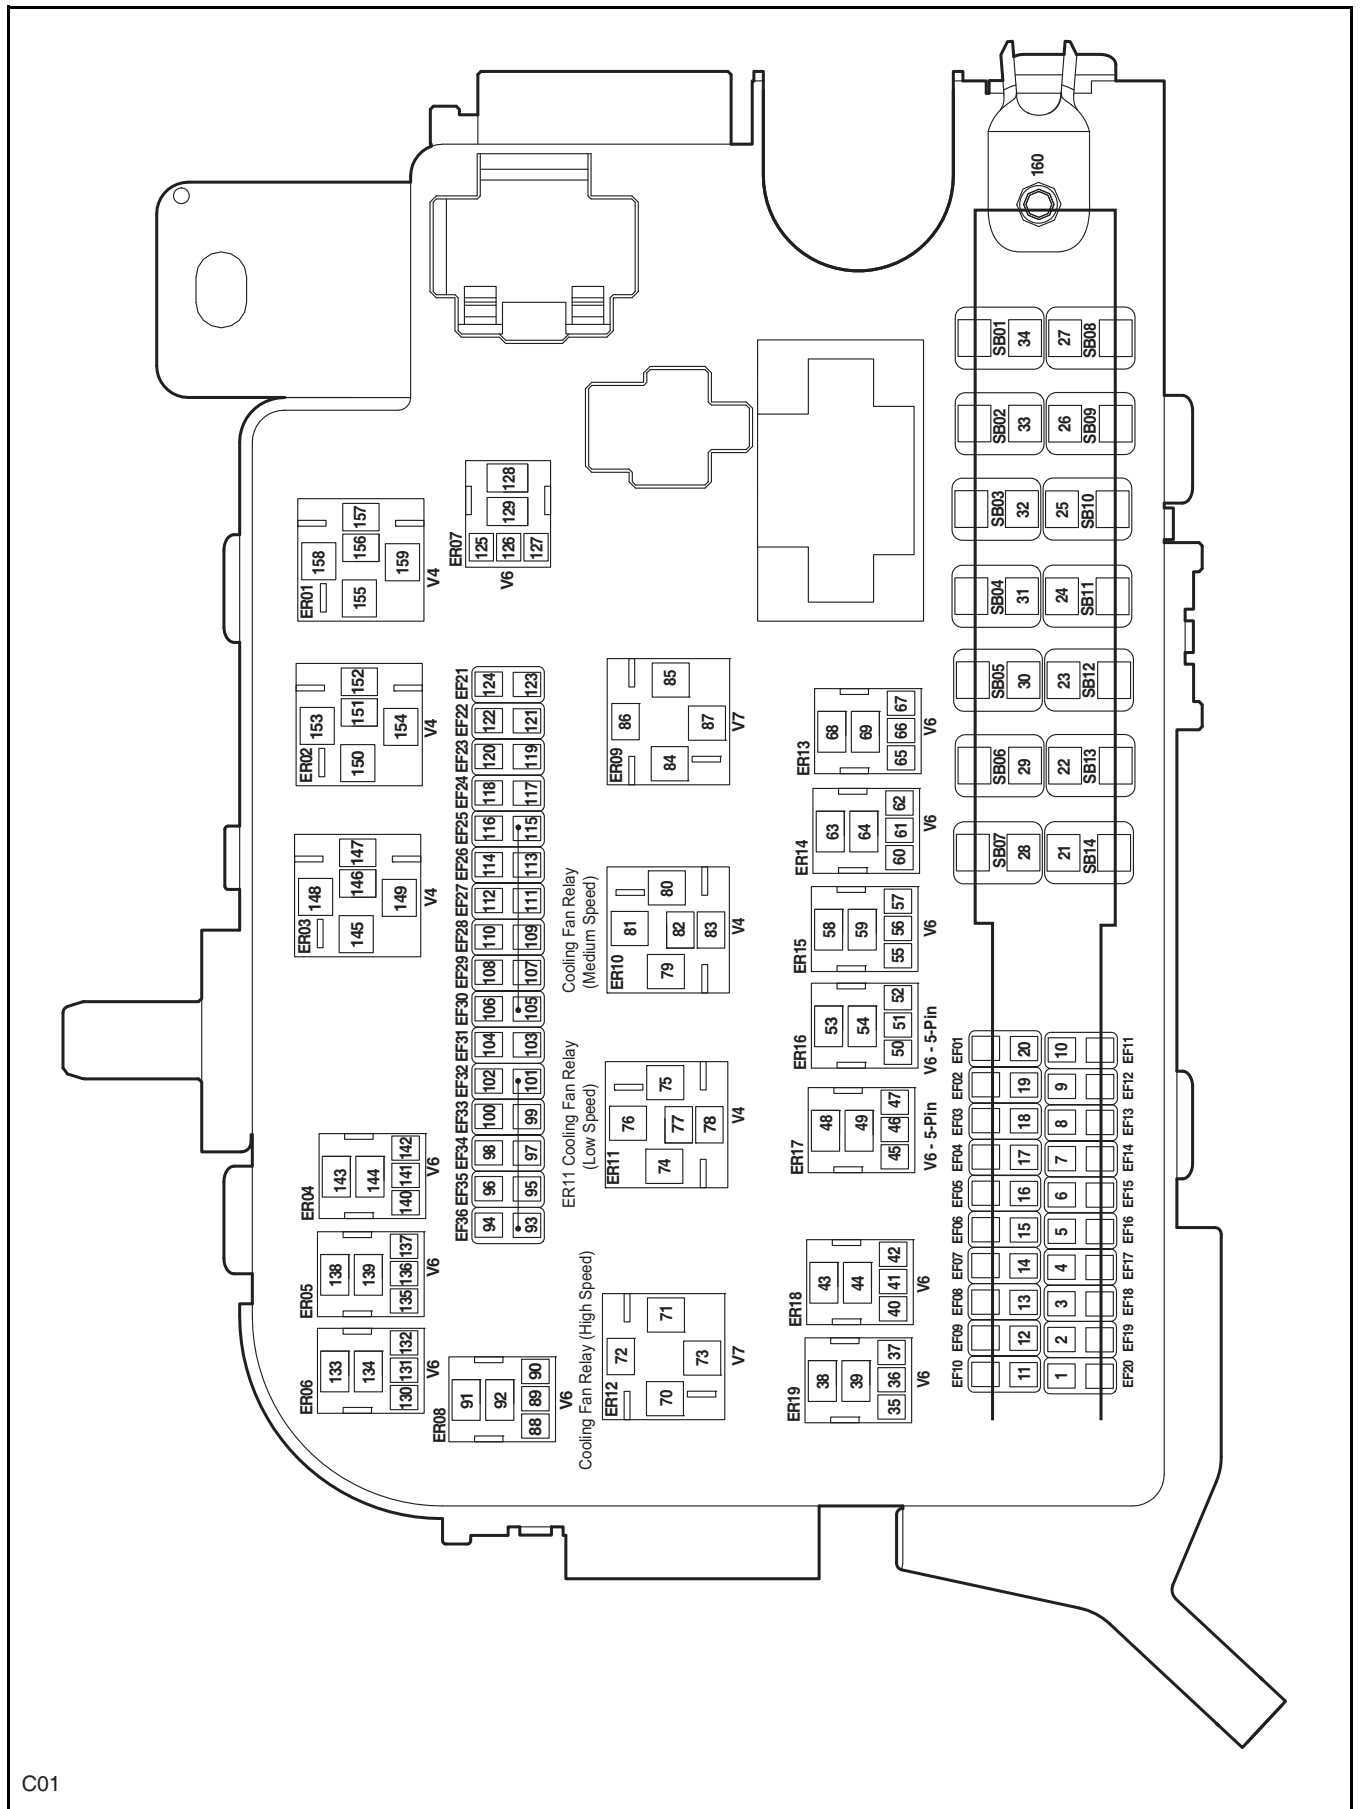 160
SB01
34
27
SB08
SB02
33
26
SB09
SB03
32
25
SB10
SB04
31
24
SB11
SB05
30
23
SB12
SB06
29
22
SB13
SB07
28
21
SB14
ER01
158
157
156
155
159
V4
ER07
128
129
125
126
127
V6
ER02
153
152
151
150
154
V4
ER03
148
147
146
145
149
V4
EF21
124
123
EF22
122
121
EF23
120
119
EF24
118
117
EF25
116
115
EF26
114
113
EF27
112
111
EF28
110
109
EF29
108
107
EF30
106
105
EF31
104
103
EF32
102
101
EF33
100
99
EF34
98
97
EF35
96
95
EF36
94
93
ER09
86
85
84
87
V7
Cooling Fan Relay
(Medium Speed)
ER10
81
80
82
83
79
V4
ER11 Cooling Fan Relay
(Low Speed)
ER11
76
75
77
78
74
V4
Cooling Fan Relay (High Speed)
ER12
72
71
70
73
V7
ER04
143
144
140
141
142
V6
ER05
138
139
135
136
137
V6
ER06
133
134
130
131
132
V6
ER08
91
92
88
89
90
V6
ER13
68
69
65
66
67
V6
ER14
63
64
60
61
62
V6
ER15
58
59
55
56
57
V6
ER16
53
54
50
51
52
V6 - 5-Pin
ER17
48
49
45
46
47
V6 - 5-Pin
ER18
43
44
40
41
42
V6
ER19
38
39
35
36
37
V6
EF01
20
10
EF11
EF02
19
9
EF12
EF03
18
8
EF13
EF04
17
7
EF14
EF05
16
6
EF15
EF06
15
5
EF16
EF07
14
4
EF17
EF08
13
3
EF18
EF09
12
2
EF19
EF10
11
1
EF20
C01